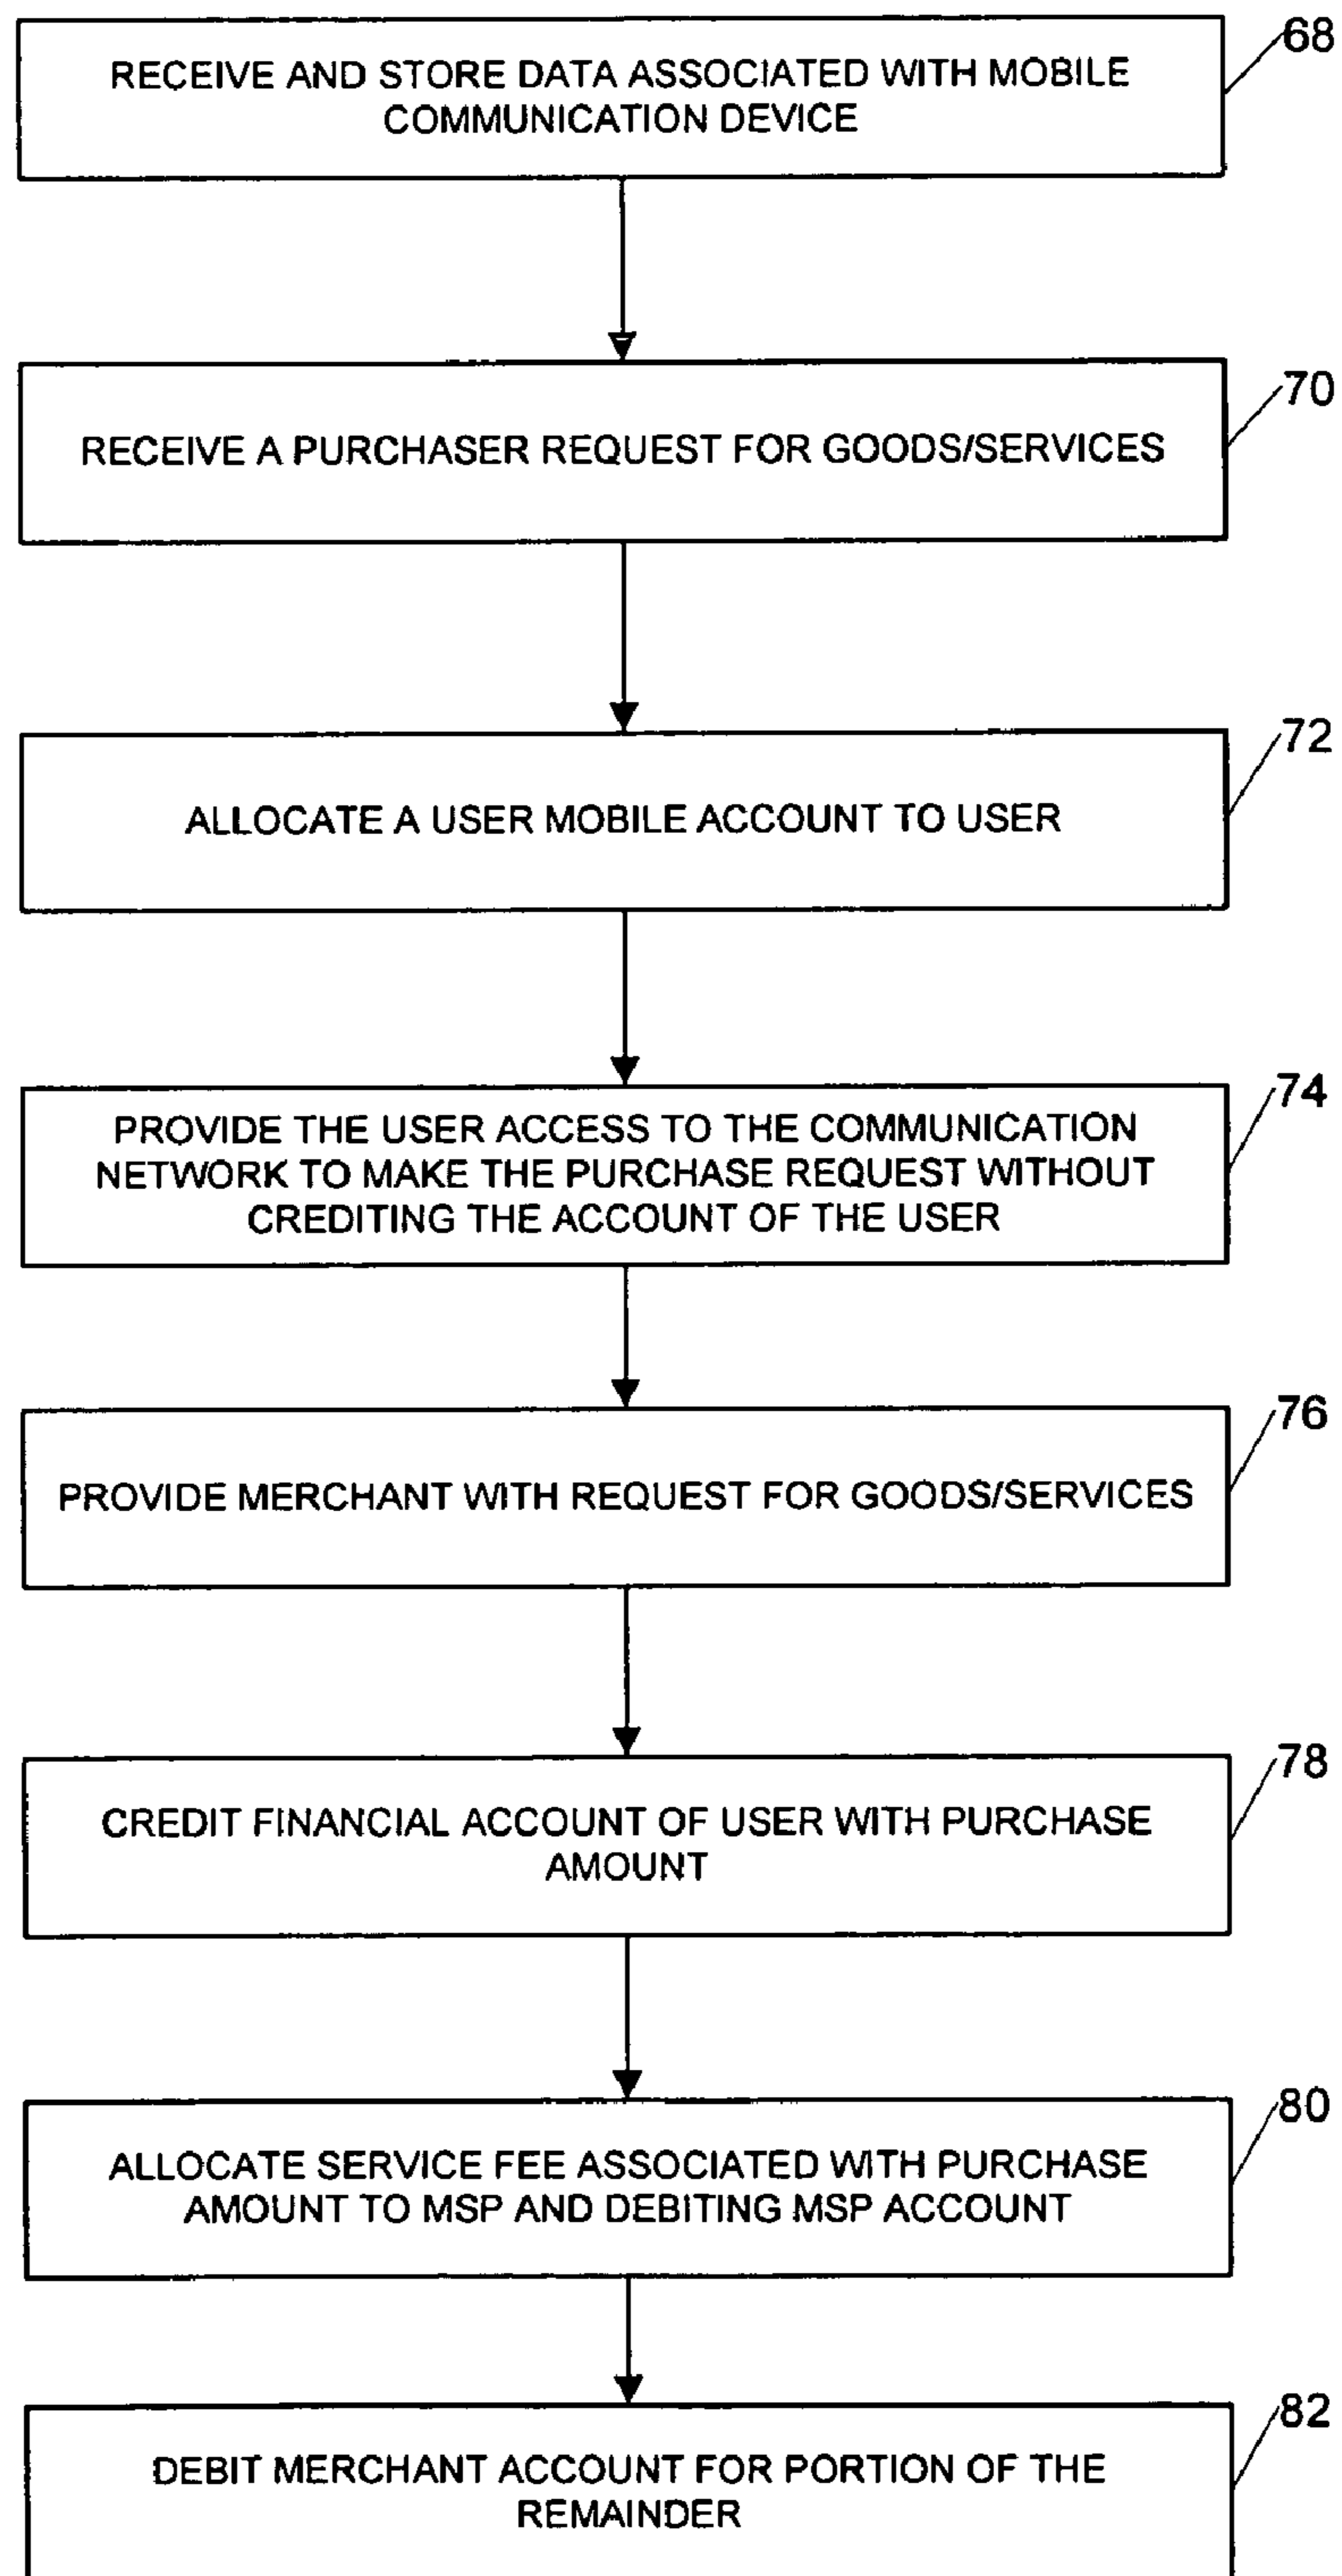 68
RECEIVE AND STORE DATA ASSOCIATED WITH MOBILE
COMMUNICATION DEVICE
70
RECEIVE A PURCHASER REQUEST FOR GOODS/SERVICES
72
ALLOCATE A USER MOBILE ACCOUNT TO USER
74
PROVIDE THE USER ACCESS TO THE COMMUNICATION
NETWORK TO MAKE THE PURCHASE REQUEST WITHOUT
CREDITING THE ACCOUNT OF THE USER
76
PROVIDE MERCHANT WITH REQUEST FOR GOODS/SERVICES
78
CREDIT FINANCIAL ACCOUNT OF USER WITH PURCHASE
AMOUNT
80
ALLOCATE SERVICE FEE ASSOCIATED WITH PURCHASE
AMOUNT TO MSP AND DEBITING MSP ACCOUNT
82
DEBIT MERCHANT ACCOUNT FOR PORTION OF THE
REMAINDER